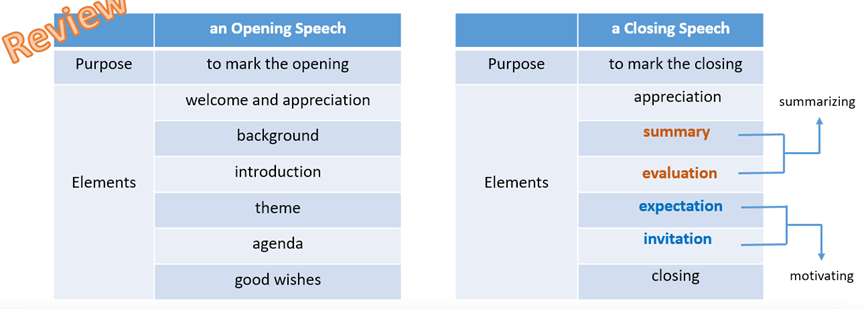 Review
an Opening Speech
Purpose
to mark the opening
Elements
welcome and appreciation
background
introduction
theme
agenda
good wishes
a Closing Speech
Purpose
to mark the closing
Elements
appreciation
summary
evaluation
expectation
invitation
closing
summarizing
motivating